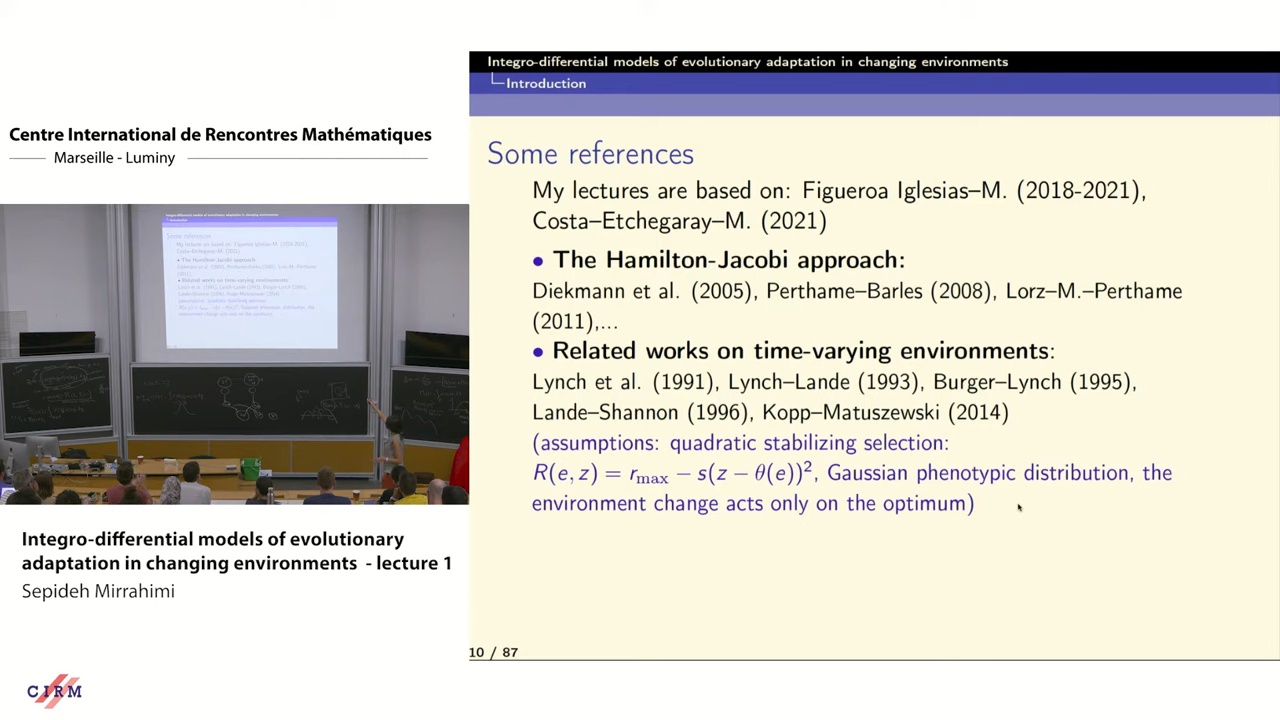 Centre International de Rencontres Mathématiques
Marseille - Luminy
Integro-differential models of evolutionary
adaptation in changing environments - lecture 1
Sepideh Mirrahimi
CIRM
Integro-differential models of evolutionary adaptation in changing environments
Introduction
Some references
My lectures are based on: Figueroa Iglesias–M. (2018-2021),
Costa–Etchegaray–M. (2021)
• The Hamilton-Jacobi approach:
Diekmann et al. (2005), Perthame–Barles (2008), Lorz–M.–Perthame
(2011),...
• Related works on time-varying environments:
Lynch et al. (1991), Lynch–Lande (1993), Burger–Lynch (1995),
Lande–Shannon (1996), Kopp–Matuszewski (2014)
(assumptions: quadratic stabilizing selection:
R(e, z) = r_max − s(z − θ(e))², Gaussian phenotypic distribution, the
environment change acts only on the optimum)
10 / 87